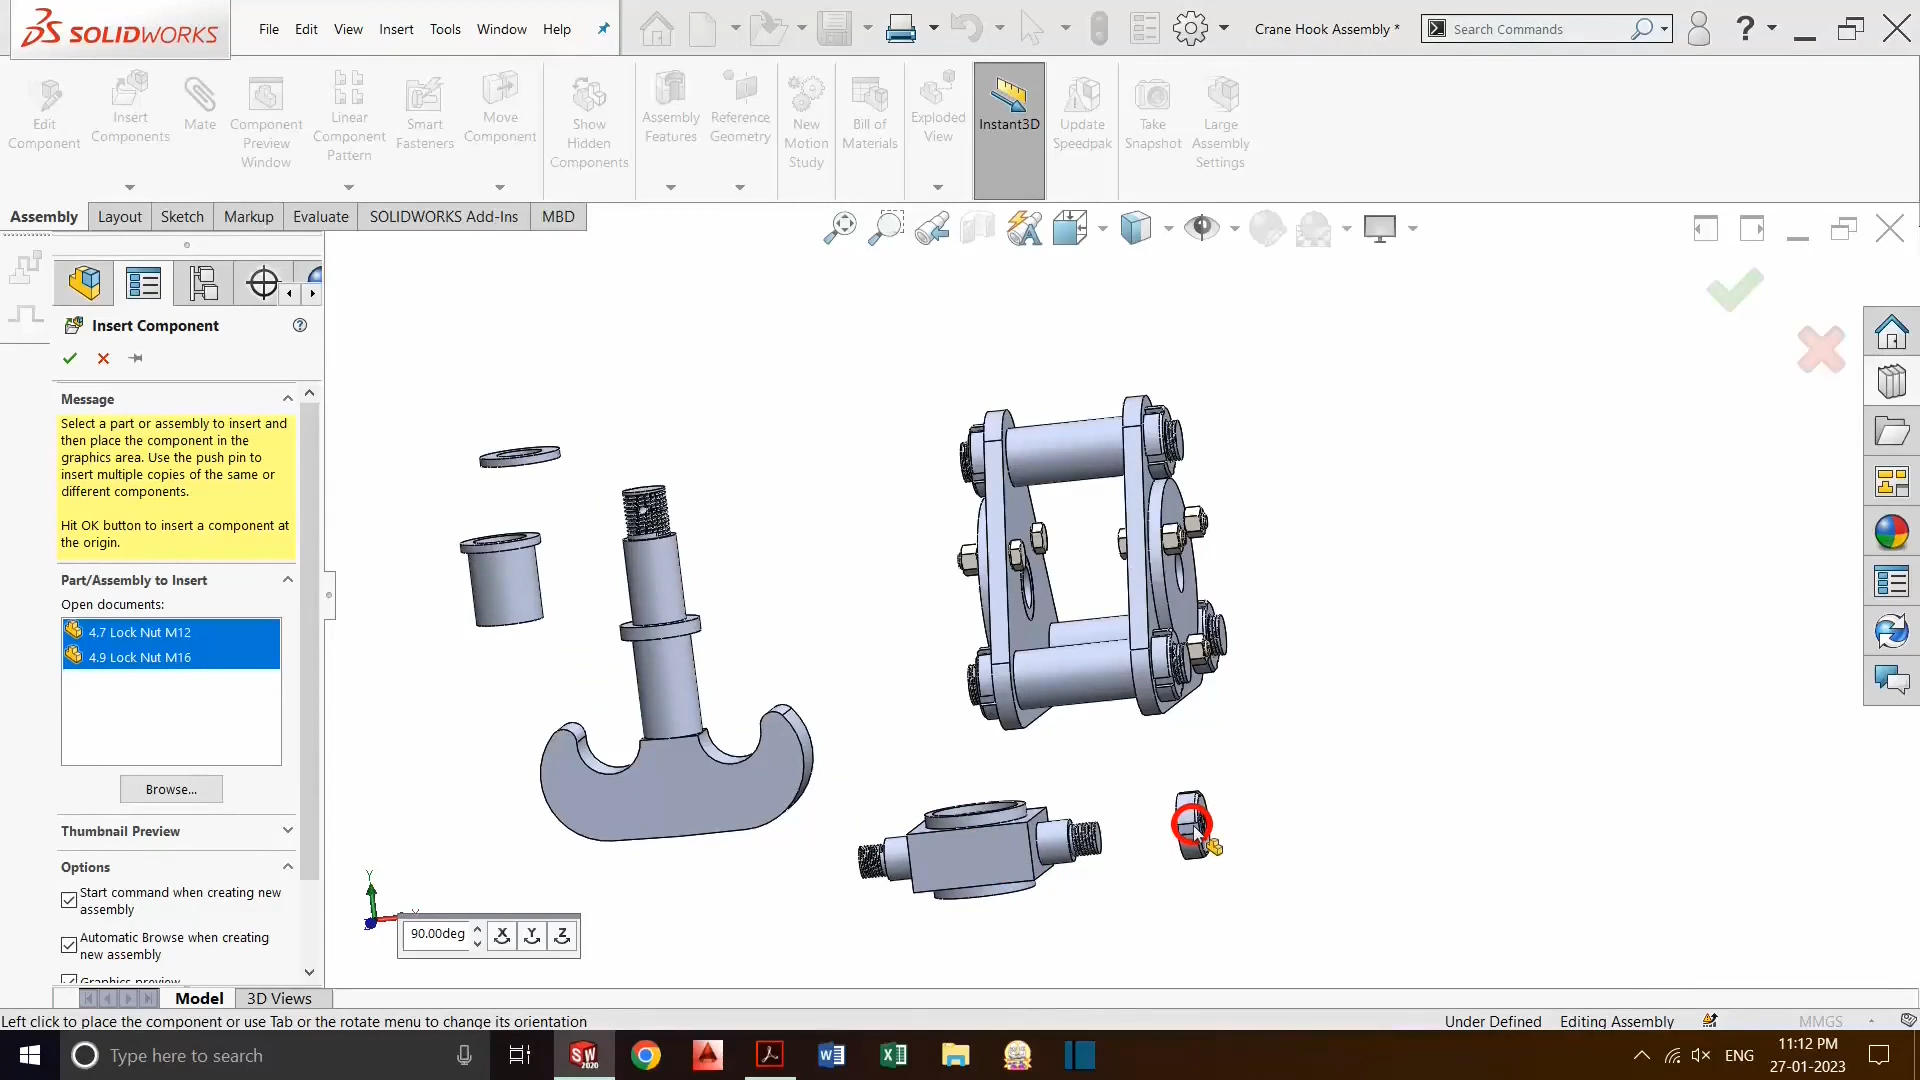 SOLIDWORKS
File Edit View Insert Tools Window Help
Crane Hook Assembly *
Search Commands
?
Edit Component
Insert Components
Mate
Component Preview Window
Linear Component Pattern
Smart Fasteners
Move Component
Show Hidden Components
Assembly Features
Reference Geometry
New Motion Study
Bill of Materials
Exploded View
Instant3D
Update Speedpak
Take Snapshot
Large Assembly Settings
Assembly Layout Sketch Markup Evaluate SOLIDWORKS Add-Ins MBD
Insert Component
Message
Select a part or assembly to insert and
then place the component in the
graphics area. Use the push pin to
insert multiple copies of the same or
different components.
Hit OK button to insert a component at
the origin.
Part/Assembly to Insert
Open documents:
4.7 Lock Nut M12
4.9 Lock Nut M16
Browse...
Thumbnail Preview
Options
Start command when creating new
assembly
Automatic Browse when creating
new assembly
Graphics preview
Y
90.00deg X Y Z
Model 3D Views
Left click to place the component or use Tab or the rotate menu to change its orientation
Under Defined Editing Assembly MMGS
Type here to search
SW 2020
ENG
11:12 PM
27-01-2023